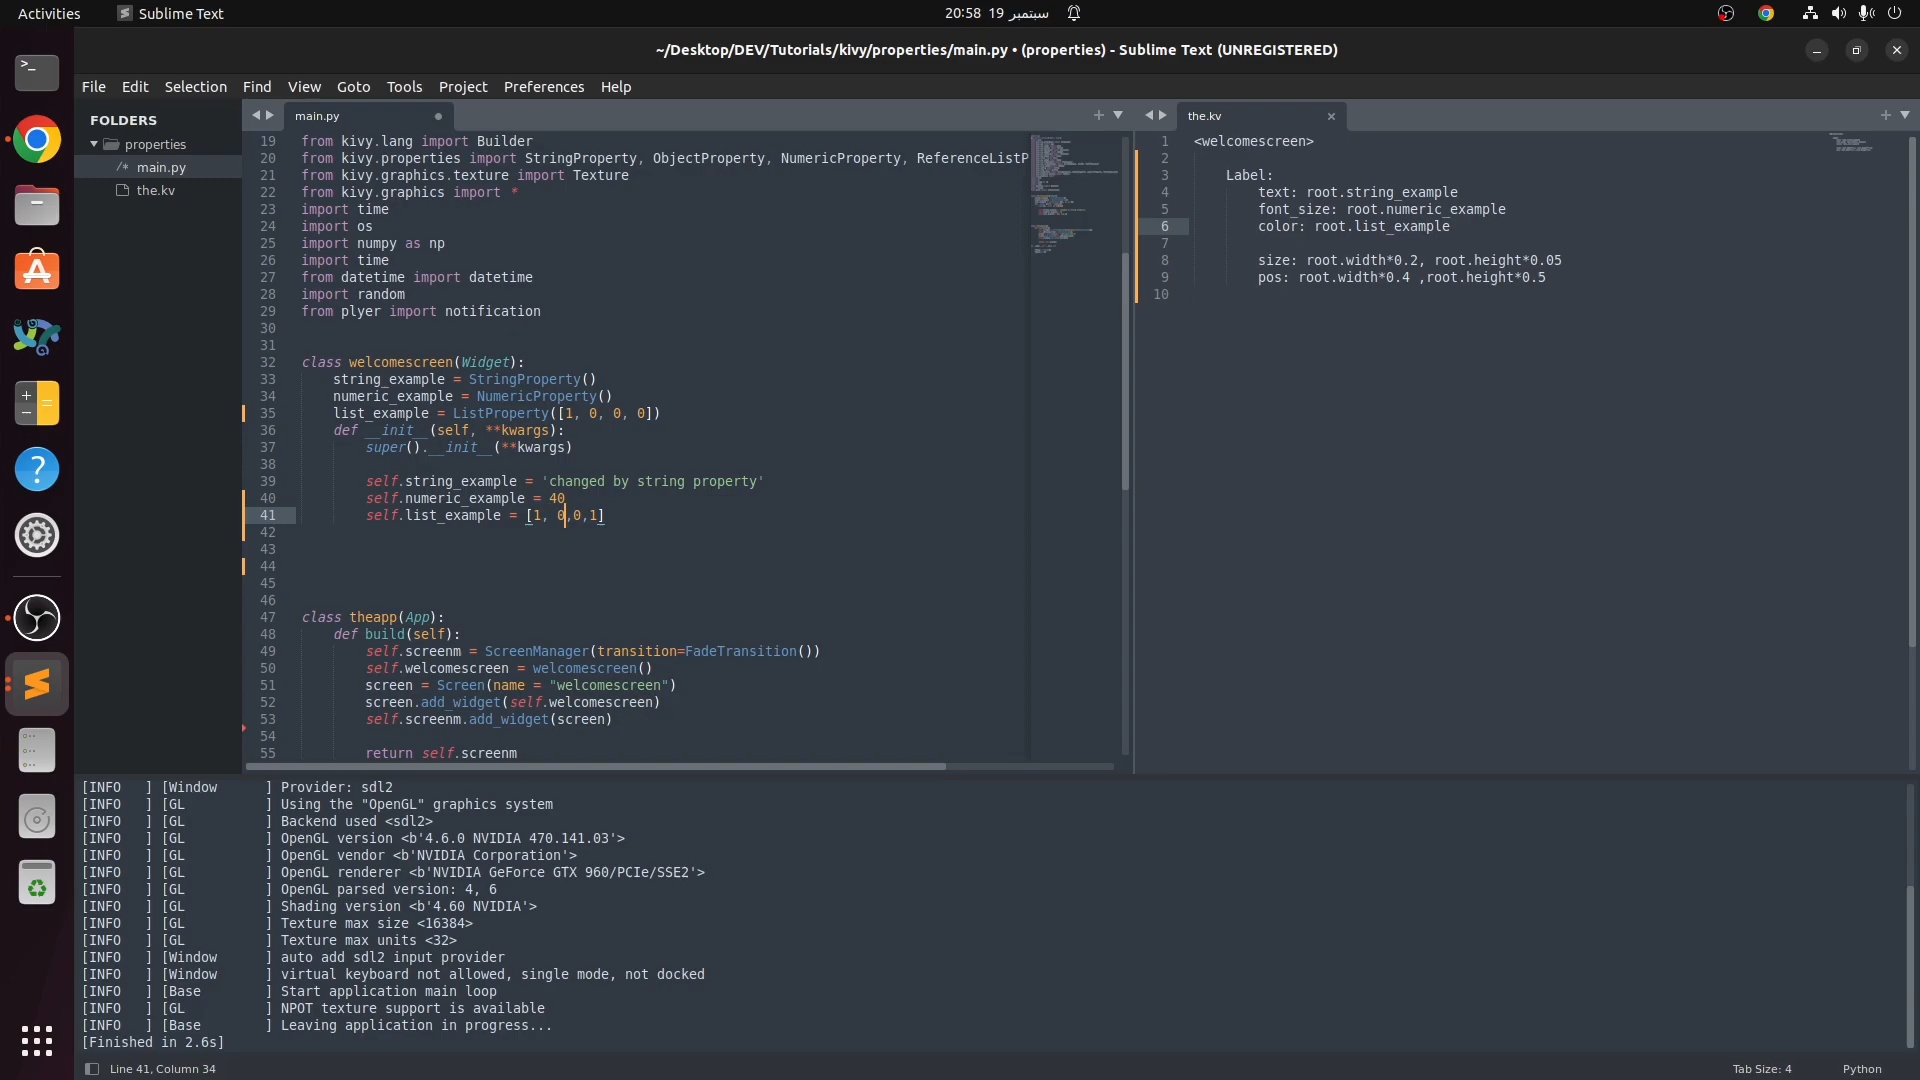 Activities
Sublime Text
20:58 19 سبتمبر
~/Desktop/DEV/Tutorials/kivy/properties/main.py • (properties) - Sublime Text (UNREGISTERED)
File Edit Selection Find View Goto Tools Project Preferences Help
FOLDERS
properties
/* main.py
the.kv
main.py
19 from kivy.lang import Builder
20 from kivy.properties import StringProperty, ObjectProperty, NumericProperty, ReferenceListP
21 from kivy.graphics.texture import Texture
22 from kivy.graphics import *
23 import time
24 import os
25 import numpy as np
26 import time
27 from datetime import datetime
28 import random
29 from plyer import notification
30
31
32 class welcomescreen(Widget):
33 string_example = StringProperty()
34 numeric_example = NumericProperty()
35 list_example = ListProperty([1, 0, 0, 0])
36 def __init__(self, **kwargs):
37 super().__init__(**kwargs)
38
39 self.string_example = 'changed by string property'
40 self.numeric_example = 40
41 self.list_example = [1, 0,0,1]
42
43
44
45
46
47 class theapp(App):
48 def build(self):
49 self.screenm = ScreenManager(transition=FadeTransition())
50 self.welcomescreen = welcomescreen()
51 screen = Screen(name = "welcomescreen")
52 screen.add_widget(self.welcomescreen)
53 self.screenm.add_widget(screen)
54
55 return self.screenm
the.kv
1 <welcomescreen>
2
3 Label:
4 text: root.string_example
5 font_size: root.numeric_example
6 color: root.list_example
7
8 size: root.width*0.2, root.height*0.05
9 pos: root.width*0.4 ,root.height*0.5
10
[INFO ] [Window ] Provider: sdl2
[INFO ] [GL ] Using the "OpenGL" graphics system
[INFO ] [GL ] Backend used <sdl2>
[INFO ] [GL ] OpenGL version <b'4.6.0 NVIDIA 470.141.03'>
[INFO ] [GL ] OpenGL vendor <b'NVIDIA Corporation'>
[INFO ] [GL ] OpenGL renderer <b'NVIDIA GeForce GTX 960/PCIe/SSE2'>
[INFO ] [GL ] OpenGL parsed version: 4, 6
[INFO ] [GL ] Shading version <b'4.60 NVIDIA'>
[INFO ] [GL ] Texture max size <16384>
[INFO ] [GL ] Texture max units <32>
[INFO ] [Window ] auto add sdl2 input provider
[INFO ] [Window ] virtual keyboard not allowed, single mode, not docked
[INFO ] [Base ] Start application main loop
[INFO ] [GL ] NPOT texture support is available
[INFO ] [Base ] Leaving application in progress...
[Finished in 2.6s]
Line 41, Column 34
Tab Size: 4
Python